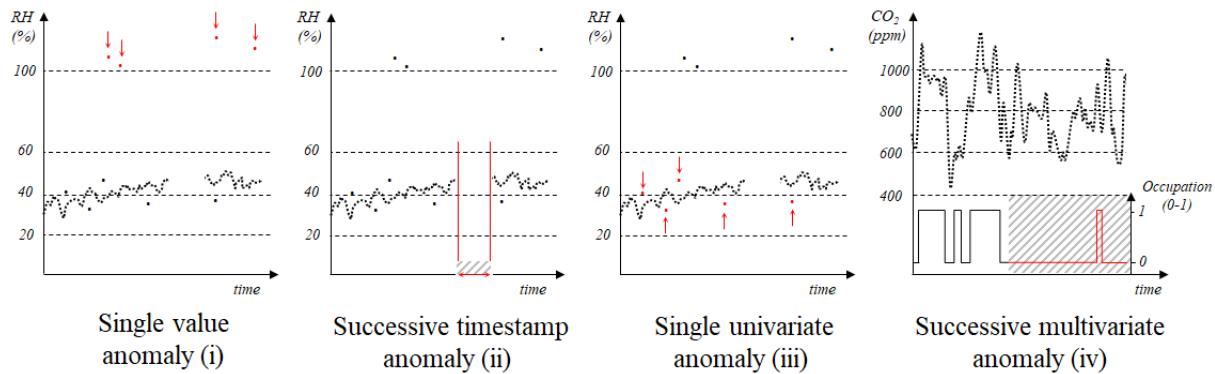 RH
(%)
100
60
40
20
time
Single value
anomaly (i)
RH
(%)
100
60
40
20
time
Successive timestamp
anomaly (ii)
RH
(%)
100
60
40
20
time
Single univariate
anomaly (iii)
CO2
(ppm)
1000
800
600
400
Occupation
(0-1)
1
0
time
Successive multivariate
anomaly (iv)